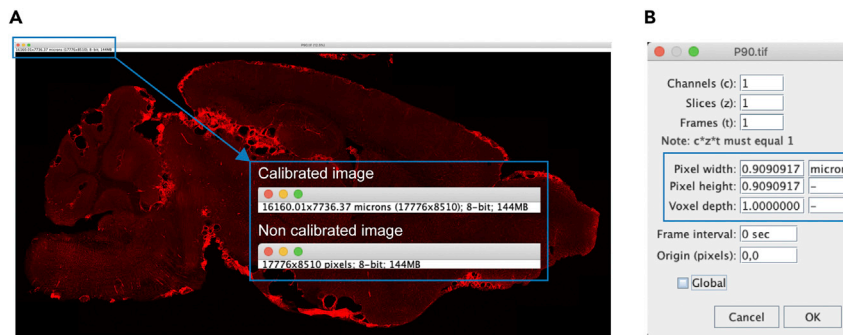 A
B
P90.tif
16160.01x7736.37 microns (17776x8510); 8-bit; 144MB
Calibrated image
16160.01x7736.37 microns (17776x8510); 8-bit; 144MB
Non calibrated image
17776x8510 pixels; 8-bit; 144MB
Channels (c): 1
Slices (z): 1
Frames (t): 1
Note: c*z*t must equal 1
Pixel width: 0.9090917 micron
Pixel height: 0.9090917 -
Voxel depth: 1.0000000 -
Frame interval: 0 sec
Origin (pixels): 0,0
Global
Cancel OK